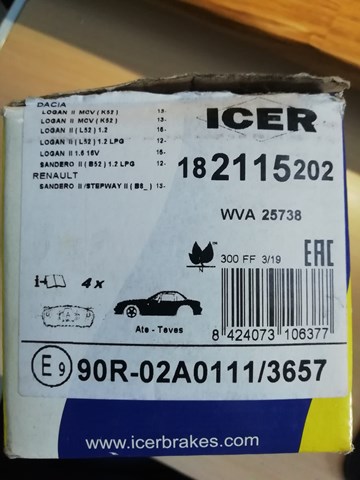 DACIA
LOGAN II MCV ( K52 ) 13-
LOGAN II MCV ( K52 ) 15-
LOGAN II ( L52 ) 1.2 13-
LOGAN II ( L52 ) 1.2 LPG 12-
LOGAN II 1.6 16V 16-
SANDERO II ( B52 ) 1.2 LPG 12-
RENAULT
SANDERO II /STEPWAY II ( B8_ ) 15-
ICER
182115202
WVA 25738
N
300 FF 3/19
EAC
i-
4x
Ate - Teves
8 424073 106377
E9 90R-02A0111/3657
www.icerbrakes.com